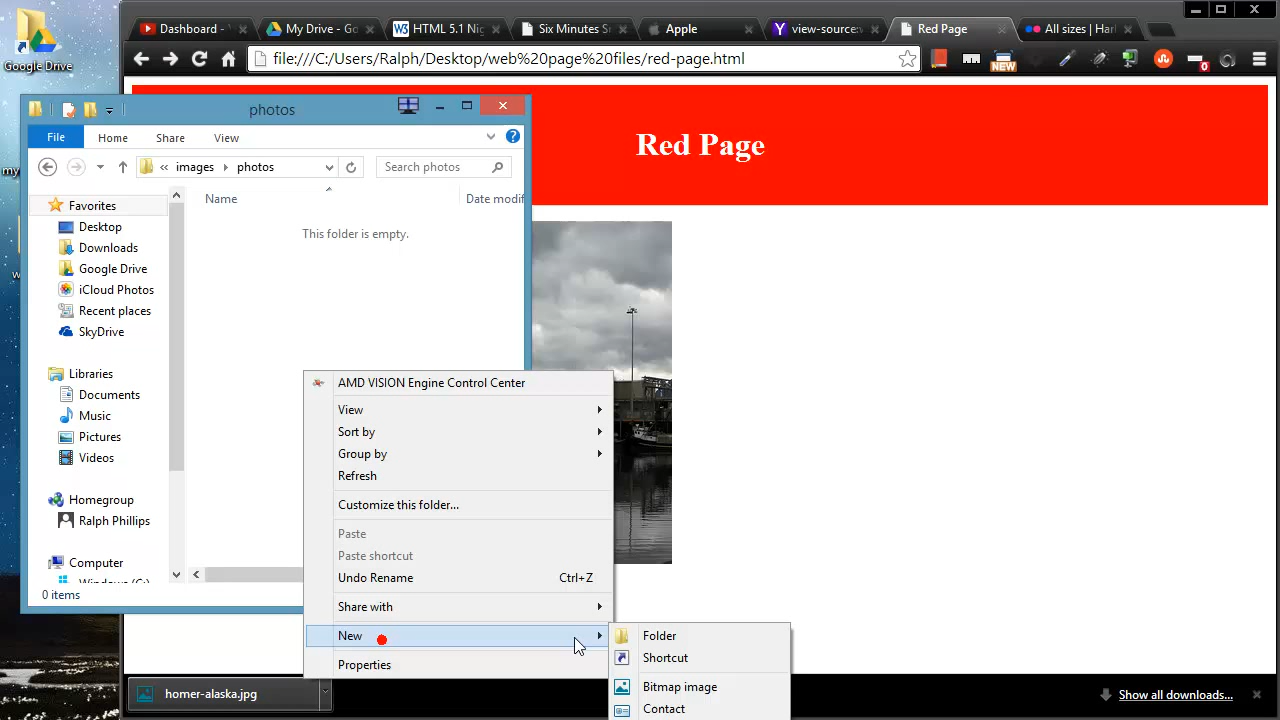 Google Drive
Dashboard -
My Drive - Go
HTML 5.1 Nig
Six Minutes S
Apple
view-source:w
Red Page
All sizes | Harl
file:///C:/Users/Ralph/Desktop/web%20page%20files/red-page.html
NEW
0
Red Page
photos
File
Home
Share
View
« images
photos
Search photos
Name
Date modif
This folder is empty.
Favorites
Desktop
Downloads
Google Drive
iCloud Photos
Recent places
SkyDrive
Libraries
Documents
Music
Pictures
Videos
Homegroup
Ralph Phillips
Computer
Windows (C:)
0 items
my
w
AMD VISION Engine Control Center
View
Sort by
Group by
Refresh
Customize this folder...
Paste
Paste shortcut
Undo Rename Ctrl+Z
Share with
New
Properties
Folder
Shortcut
Bitmap image
Contact
homer-alaska.jpg
Show all downloads...